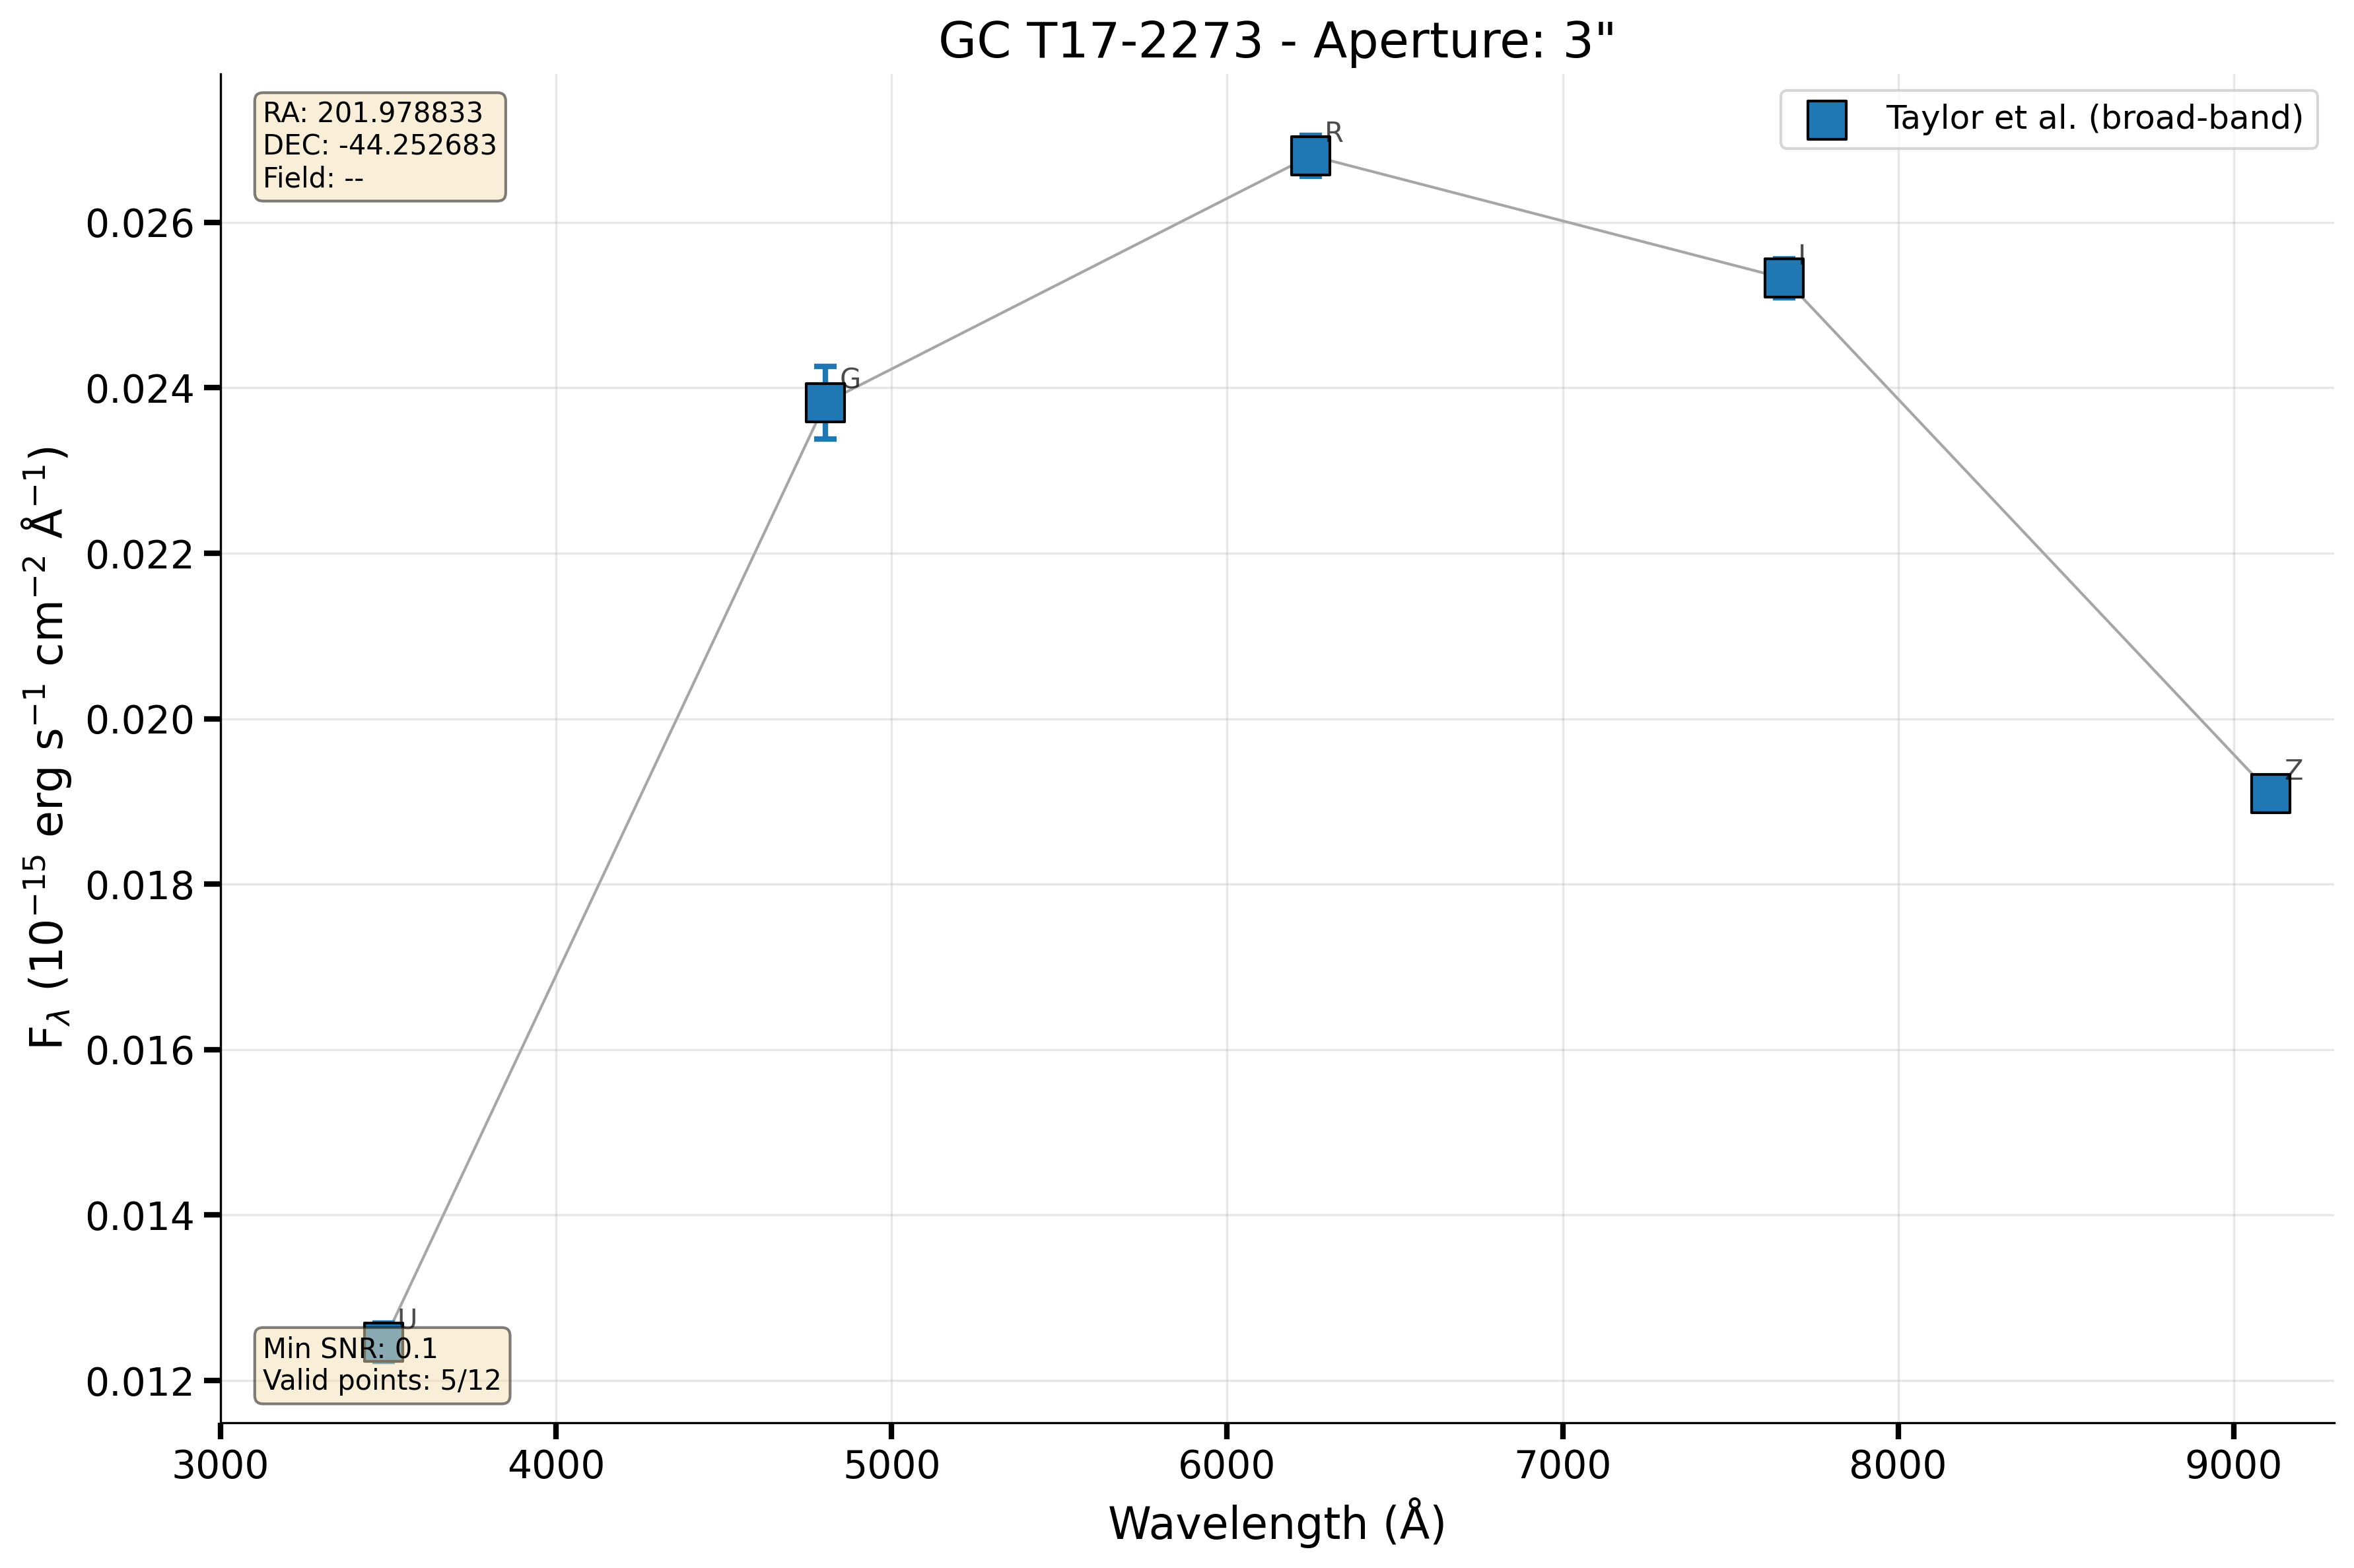 GC T17-2273 - Aperture: 3"
RA: 201.978833
DEC: -44.252683
Field: --
Taylor et al. (broad-band)
R
I
G
Z
U
Min SNR: 0.1
Valid points: 5/12
0.026
0.024
0.022
0.020
0.018
0.016
0.014
0.012
F_λ (10⁻¹⁵ erg s⁻¹ cm⁻² Å⁻¹)
3000 4000 5000 6000 7000 8000 9000
Wavelength (Å)